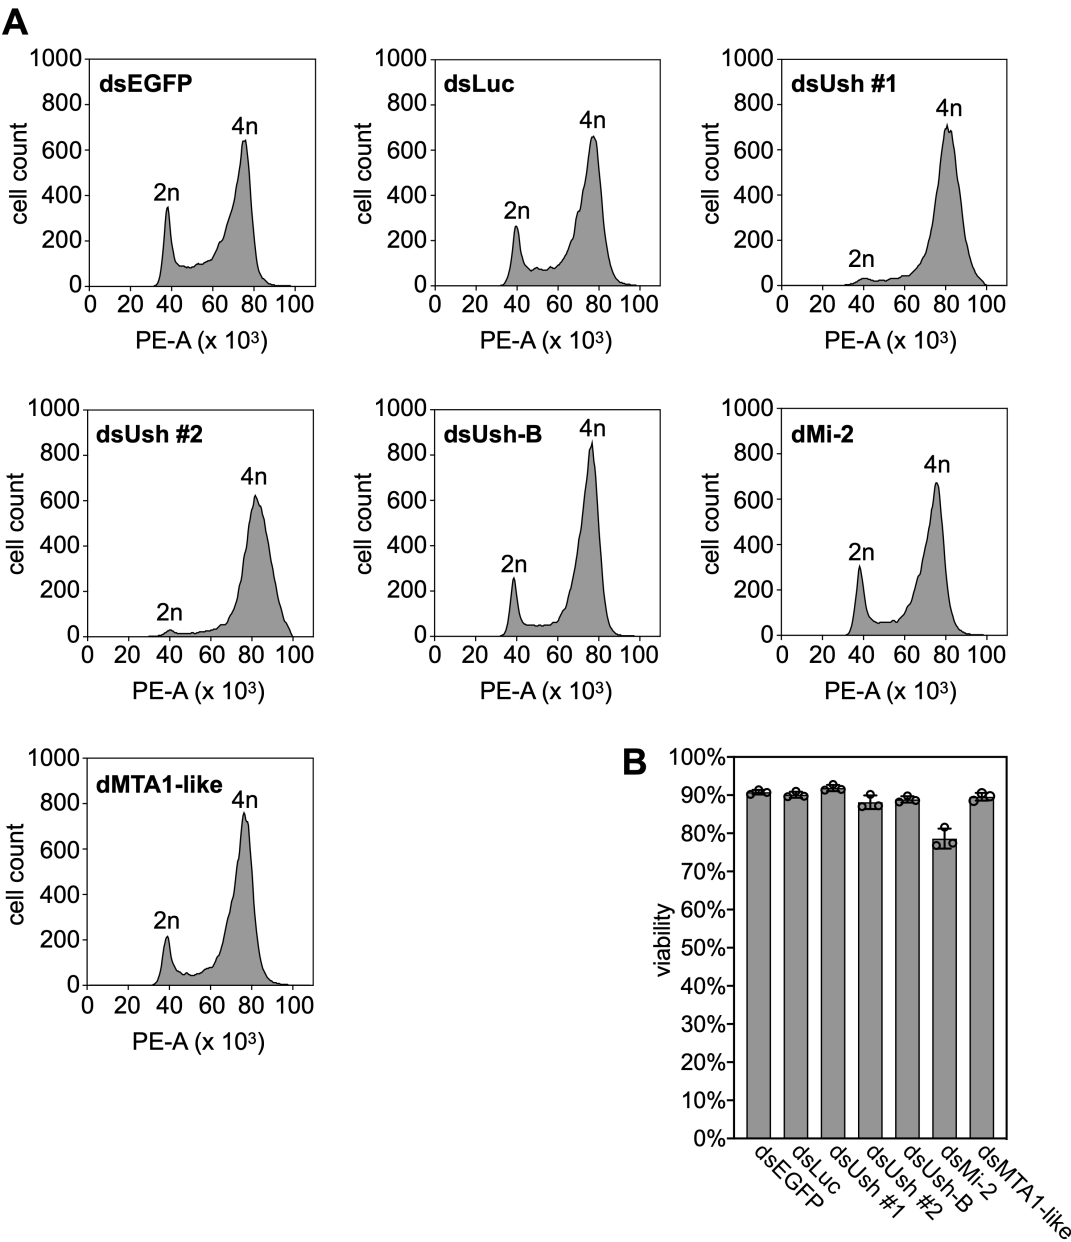 A
dsEGFP
1000
800
600
400
200
0
cell count
2n
4n
0 20 40 60 80 100
PE-A (x 10³)
dsLuc
1000
800
600
400
200
0
cell count
2n
4n
0 20 40 60 80 100
PE-A (x 10³)
dsUsh #1
1000
800
600
400
200
0
cell count
2n
4n
0 20 40 60 80 100
PE-A (x 10³)
dsUsh #2
1000
800
600
400
200
0
cell count
2n
4n
0 20 40 60 80 100
PE-A (x 10³)
dsUsh-B
1000
800
600
400
200
0
cell count
2n
4n
0 20 40 60 80 100
PE-A (x 10³)
dMi-2
1000
800
600
400
200
0
cell count
2n
4n
0 20 40 60 80 100
PE-A (x 10³)
dMTA1-like
1000
800
600
400
200
0
cell count
2n
4n
0 20 40 60 80 100
PE-A (x 10³)
B
100%
90%
80%
70%
60%
50%
40%
30%
20%
10%
0%
viability
dsEGFP
dsLuc
dsUsh #1
dsUsh #2
dsUsh-B
dsMi-2
dsMTA1-like